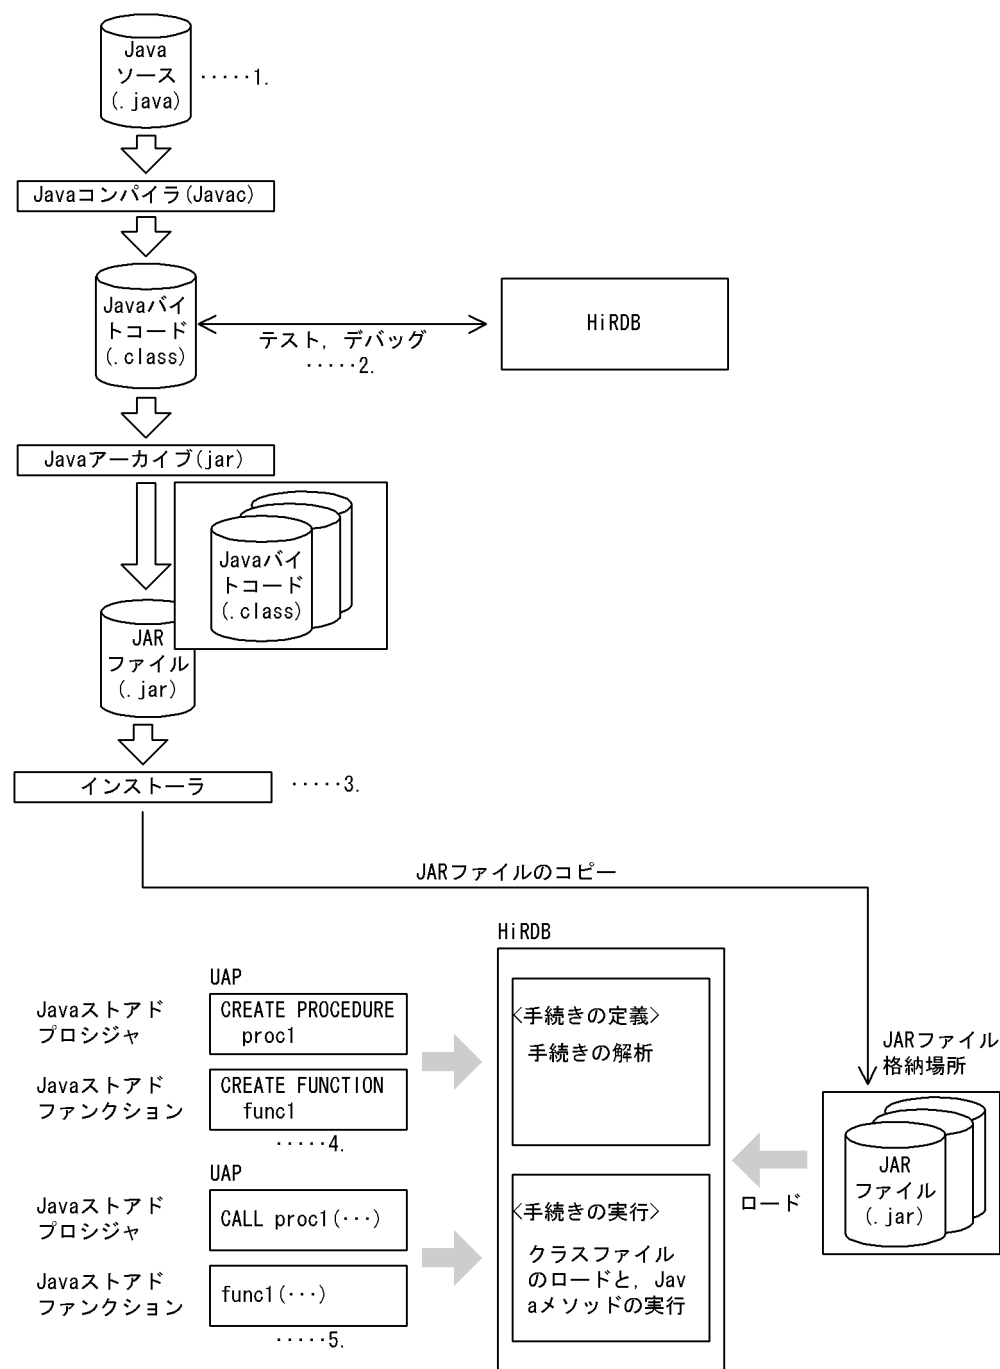 Java
ソース
(.java)
・・・・・1.
Javaコンパイラ(Javac)
Javaバイ
トコード
(.class)
HiRDB
テスト，デバッグ
・・・・・2.
Javaアーカイブ(jar)
Javaバイ
トコード
(.class)
JAR
ファイル
(.jar)
インストーラ
・・・・・3.
JARファイルのコピー
HiRDB
UAP
Javaストアド
プロシジャ
CREATE PROCEDURE
proc1
<手続きの定義>
手続きの解析
JARファイル
格納場所
Javaストアド
ファンクション
CREATE FUNCTION
func1
・・・・・4.
UAP
Javaストアド
プロシジャ
CALL proc1(・・・)
<手続きの実行>
クラスファイル
のロードと，Jav
aメソッドの実行
ロード
JAR
ファイル
(.jar)
Javaストアド
ファンクション
func1(・・・)
・・・・・5.